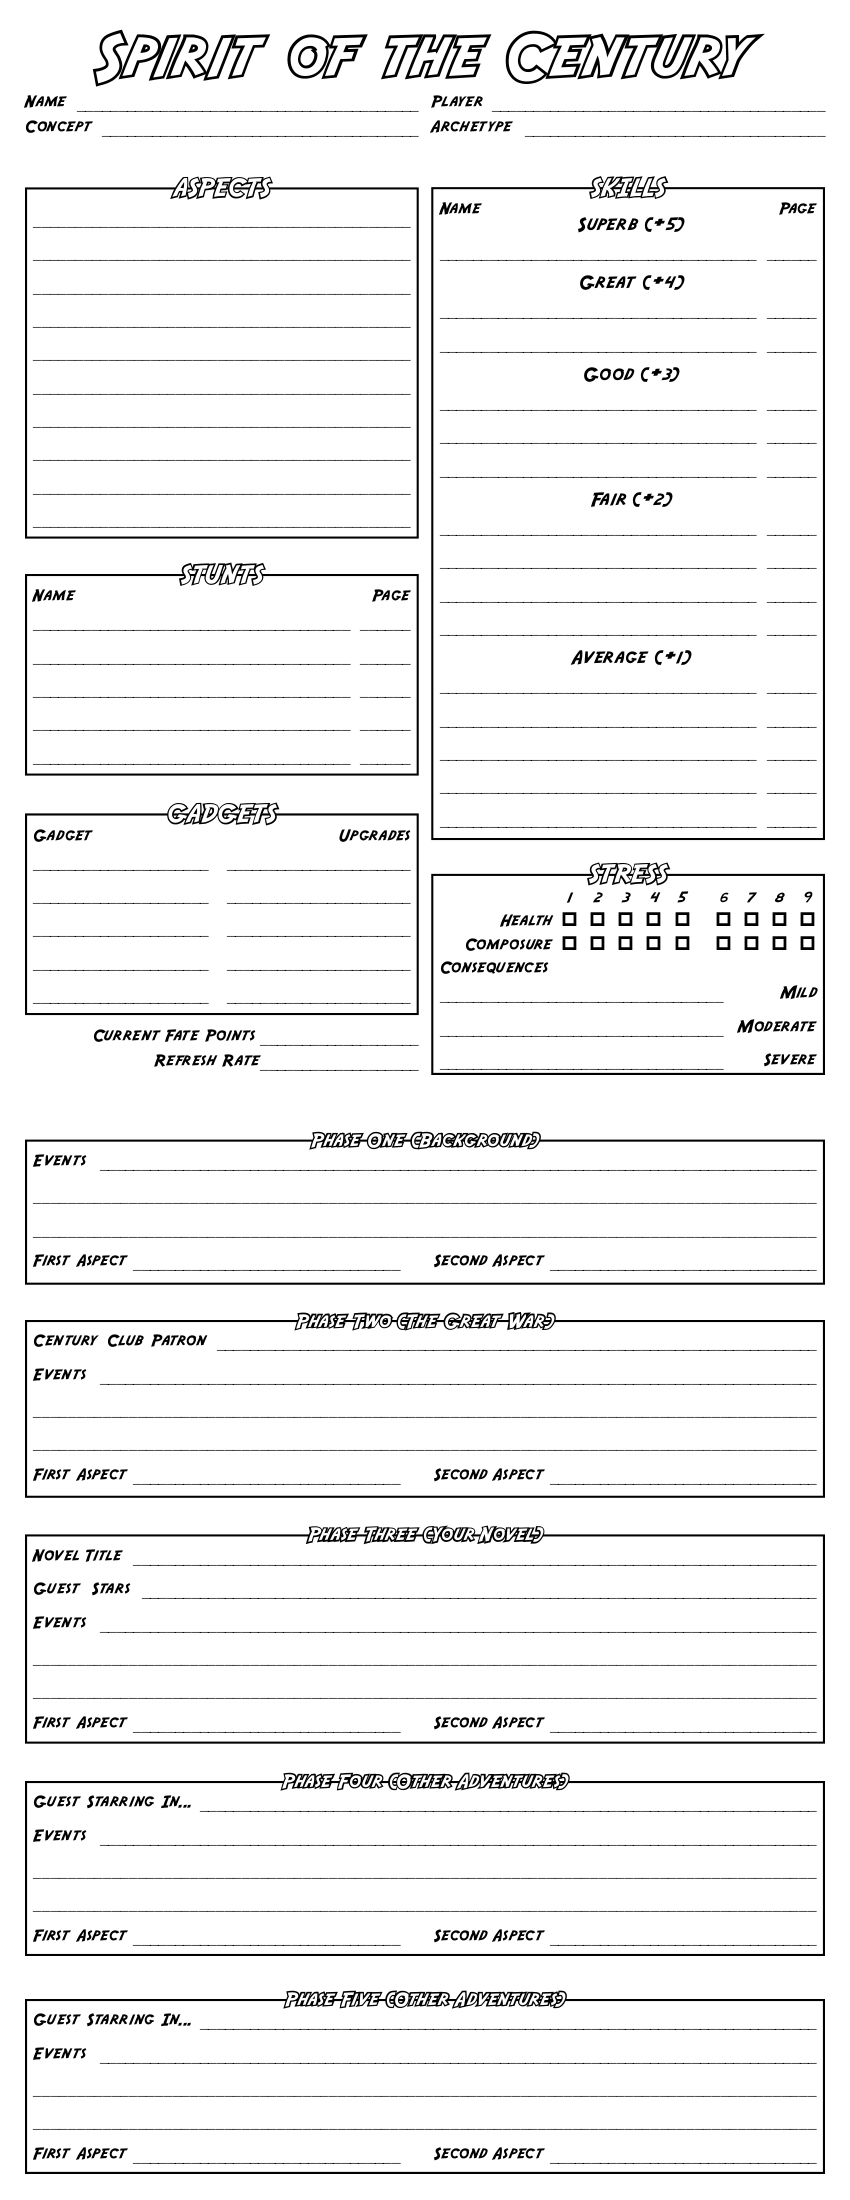 Spirit of the Century
Name Player
Concept Archetype
Aspects
Stunts
Name Page
Gadgets
Gadget Upgrades
Current Fate Points
Refresh Rate
Skills
Name Page
Superb (+5)
Great (+4)
Good (+3)
Fair (+2)
Average (+1)
Stress
1 2 3 4 5 6 7 8 9
Health
Composure
Consequences
Mild
Moderate
Severe
Phase One (Background)
Events
First Aspect Second Aspect
Phase Two (The Great War)
Century Club Patron
Events
First Aspect Second Aspect
Phase Three (Your Novel)
Novel Title
Guest Stars
Events
First Aspect Second Aspect
Phase Four (Other Adventures)
Guest Starring In...
Events
First Aspect Second Aspect
Phase Five (Other Adventures)
Guest Starring In...
Events
First Aspect Second Aspect